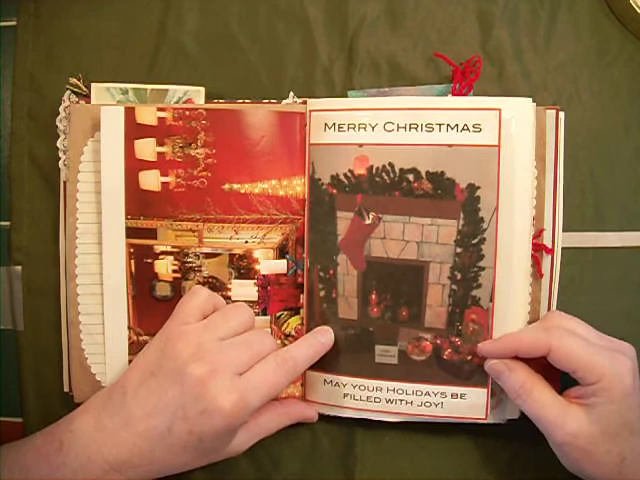 MERRY CHRISTMAS
MAY YOUR HOLIDAYS BE
FILLED WITH JOY!